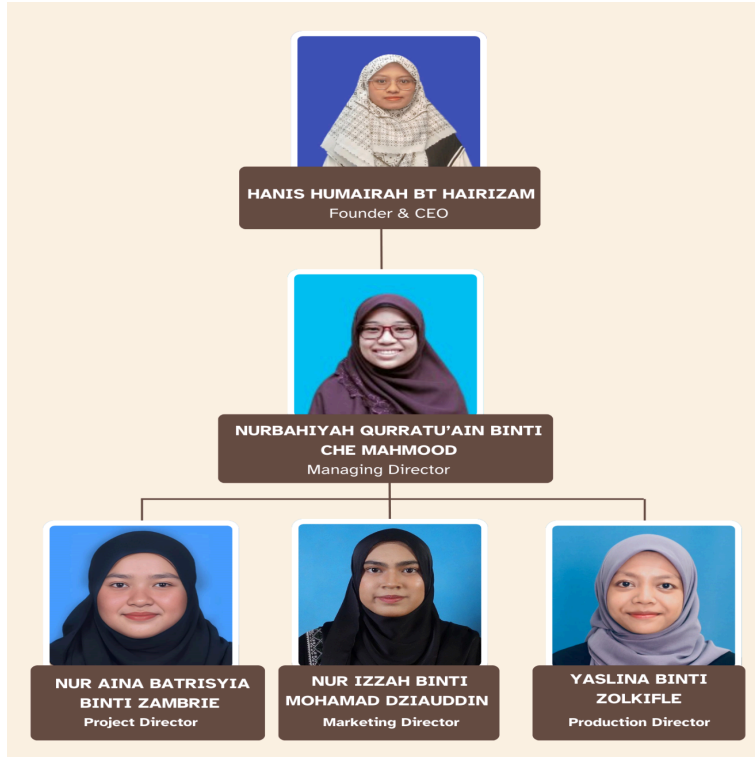 HANIS HUMAIRAH BT HAIRIZAM
Founder & CEO
NURBAHIYAH QURRATU’AIN BINTI
CHE MAHMOOD
Managing Director
NUR AINA BATRISYIA
BINTI ZAMBRIE
Project Director
NUR IZZAH BINTI
MOHAMAD DZIAUDDIN
Marketing Director
YASLINA BINTI
ZOLKIFLE
Production Director